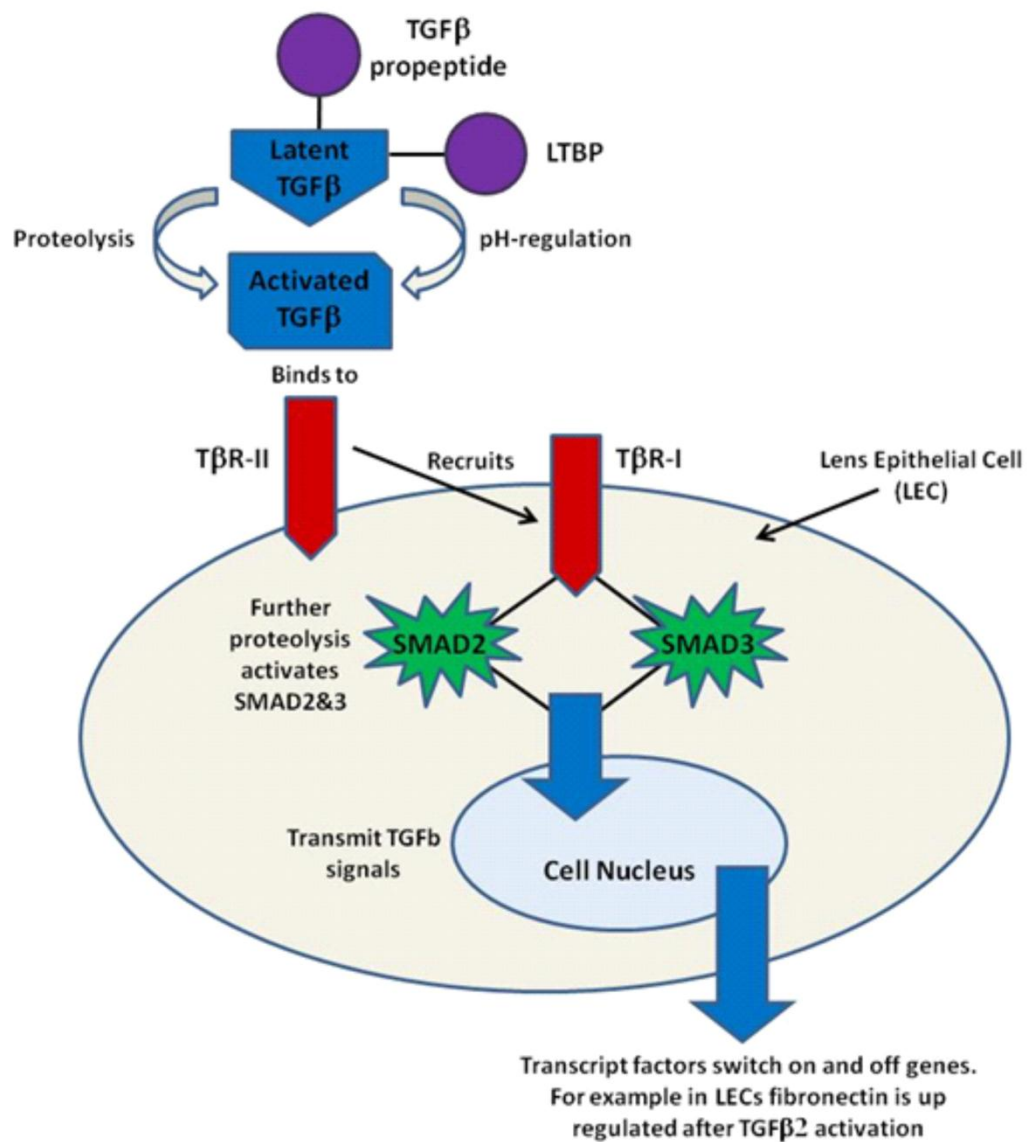 TGFβ
propeptide
Latent
TGFβ
LTBP
Proteolysis
pH-regulation
Activated
TGFβ
Binds to
TβR-II
Recruits
TβR-I
Lens Epithelial Cell
(LEC)
Further
proteolysis
activates
SMAD2&3
SMAD2
SMAD3
Transmit TGFb
signals
Cell Nucleus
Transcript factors switch on and off genes.
For example in LECs fibronectin is up
regulated after TGFβ2 activation